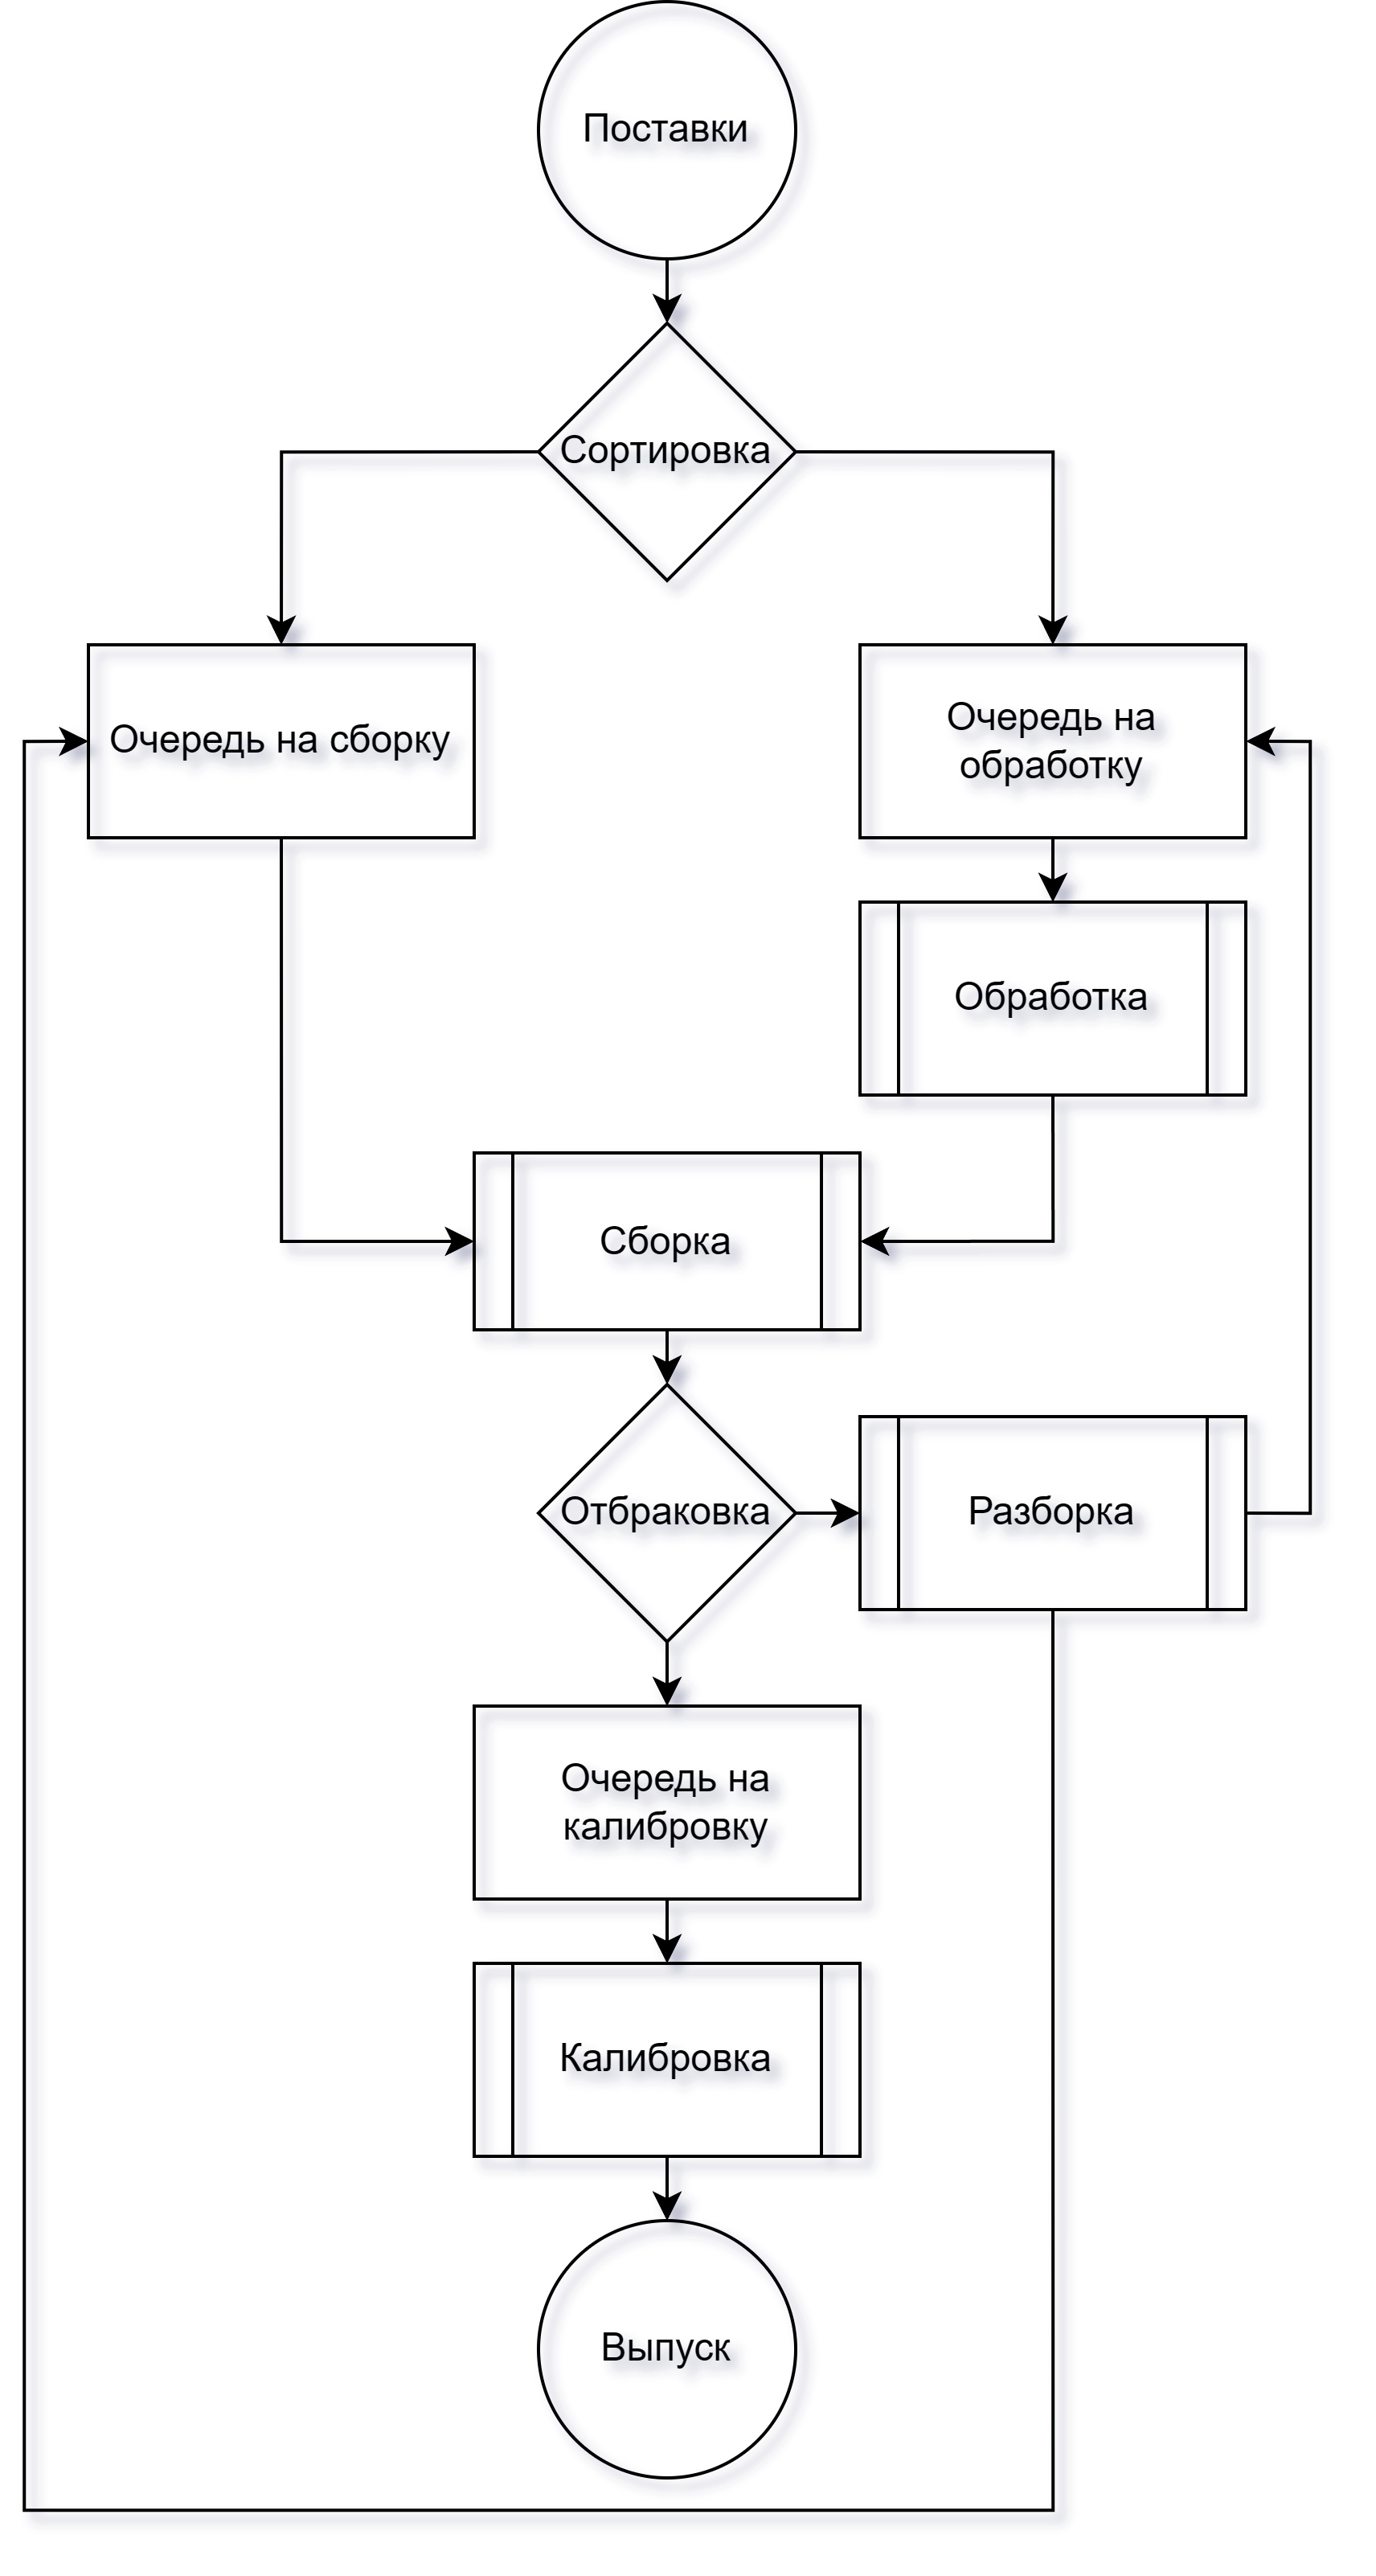 Поставки
Сортировка
Очередь на сборку
Очередь на
обработку
Обработка
Сборка
Отбраковка
Разборка
Очередь на
калибровку
Калибровка
Выпуск